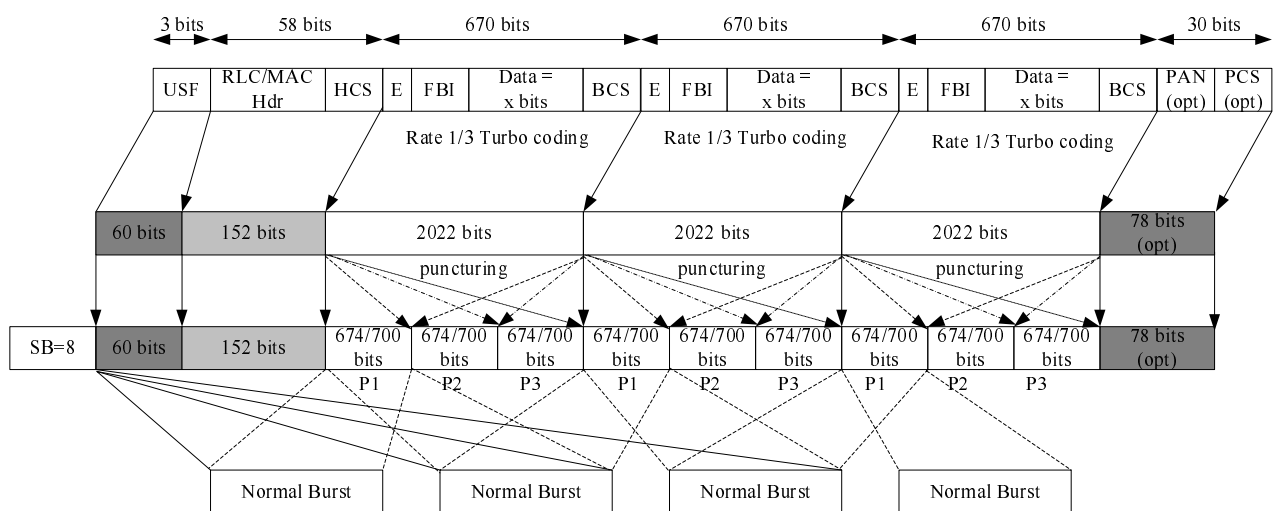 3 bits 58 bits 670 bits 670 bits 670 bits 30 bits
USF RLC/MAC Hdr HCS E FBI Data = x bits BCS E FBI Data = x bits BCS E FBI Data = x bits BCS PAN (opt) PCS (opt)
Rate 1/3 Turbo coding Rate 1/3 Turbo coding Rate 1/3 Turbo coding
60 bits 152 bits 2022 bits 2022 bits 2022 bits 78 bits (opt)
puncturing puncturing puncturing
SB=8 60 bits 152 bits 674/700 bits 674/700 bits 674/700 bits 674/700 bits 674/700 bits 674/700 bits 674/700 bits 674/700 bits 674/700 bits 78 bits (opt)
P1 P2 P3 P1 P2 P3 P1 P2 P3
Normal Burst Normal Burst Normal Burst Normal Burst